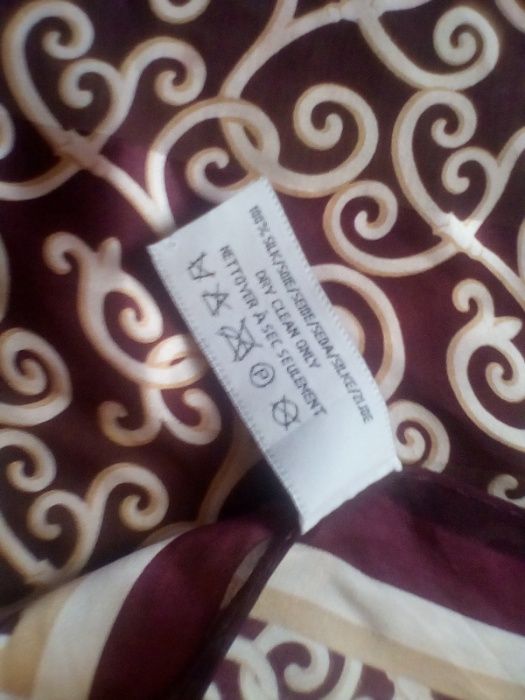 100% SILK/SOIE/SEIDE/SEDA/SILKE/ZIJDE
DRY CLEAN ONLY
NETTOYER À SEC SEULEMENT
P